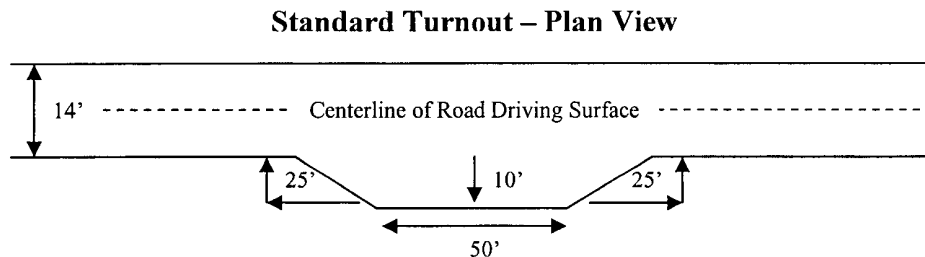 Standard Turnout – Plan View
14'
Centerline of Road Driving Surface
25'
10'
25'
50'